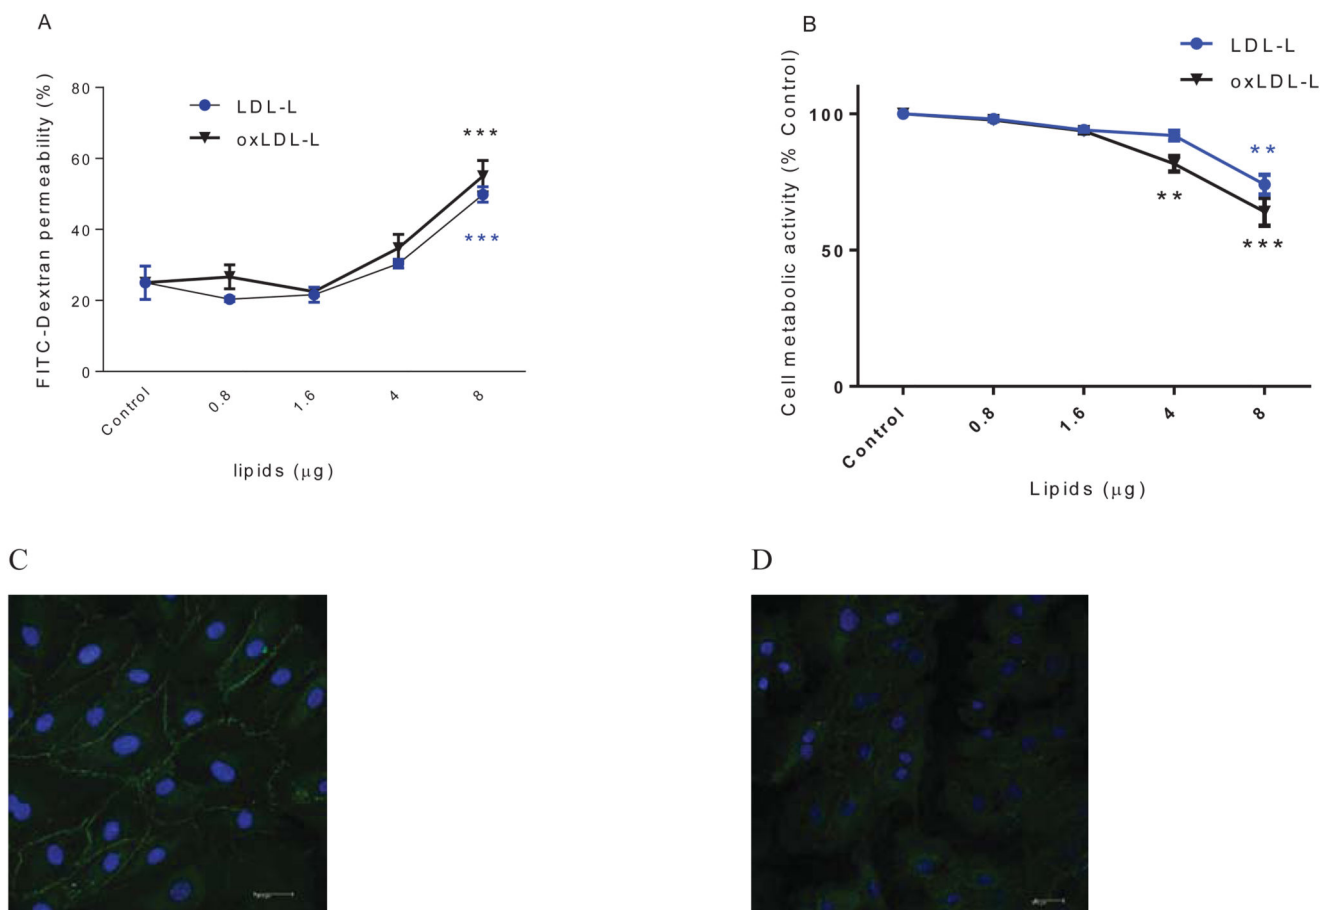 A
FITC-Dextran permeability (%)
80
60
40
20
0
LDL-L
oxLDL-L
***
***
Control
0.8
1.6
4
8
lipids (μg)
B
Cell metabolic activity (% Control)
100
50
0
LDL-L
oxLDL-L
**
**
***
Control
0.8
1.6
4
8
Lipids (μg)
C
D